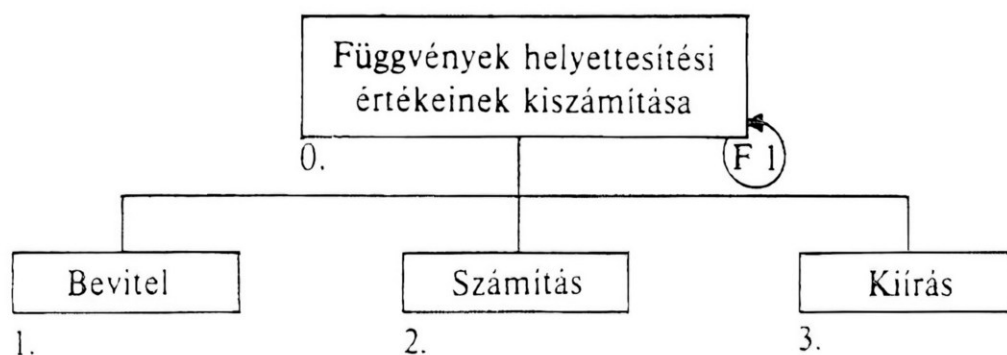 Függvények helyettesítési
értékeinek kiszámítása
0.
F 1
Bevitel
Számítás
Kiírás
1.
2.
3.